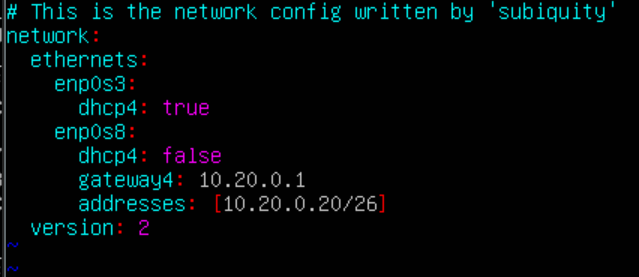 # This is the network config written by 'subiquity'
network:
  ethernets:
    enp0s3:
      dhcp4: true
    enp0s8:
      dhcp4: false
      gateway4: 10.20.0.1
      addresses: [10.20.0.20/26]
  version: 2
~
~